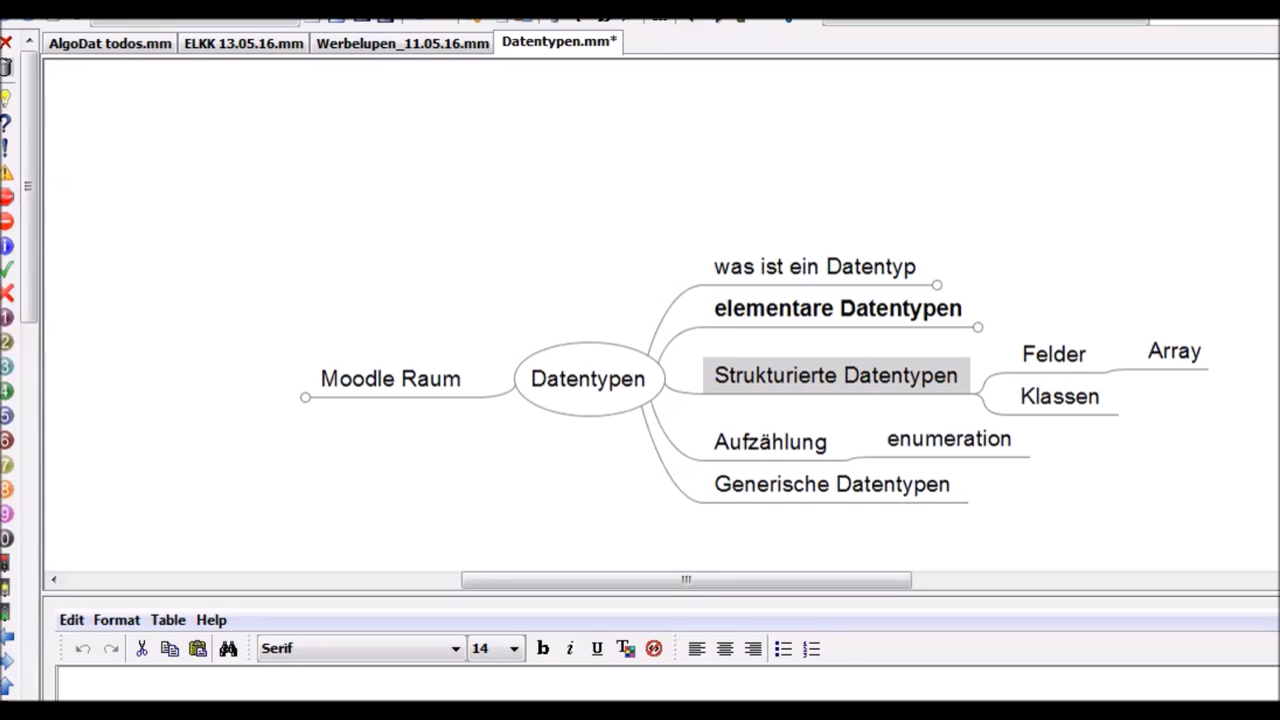 AlgoDat todos.mm ELKK 13.05.16.mm Werbelupen_11.05.16.mm Datentypen.mm*
was ist ein Datentyp
elementare Datentypen
Moodle Raum
Datentypen
Strukturierte Datentypen
Felder
Array
Klassen
Aufzählung
enumeration
Generische Datentypen
Edit Format Table Help
Serif 14 b i U T